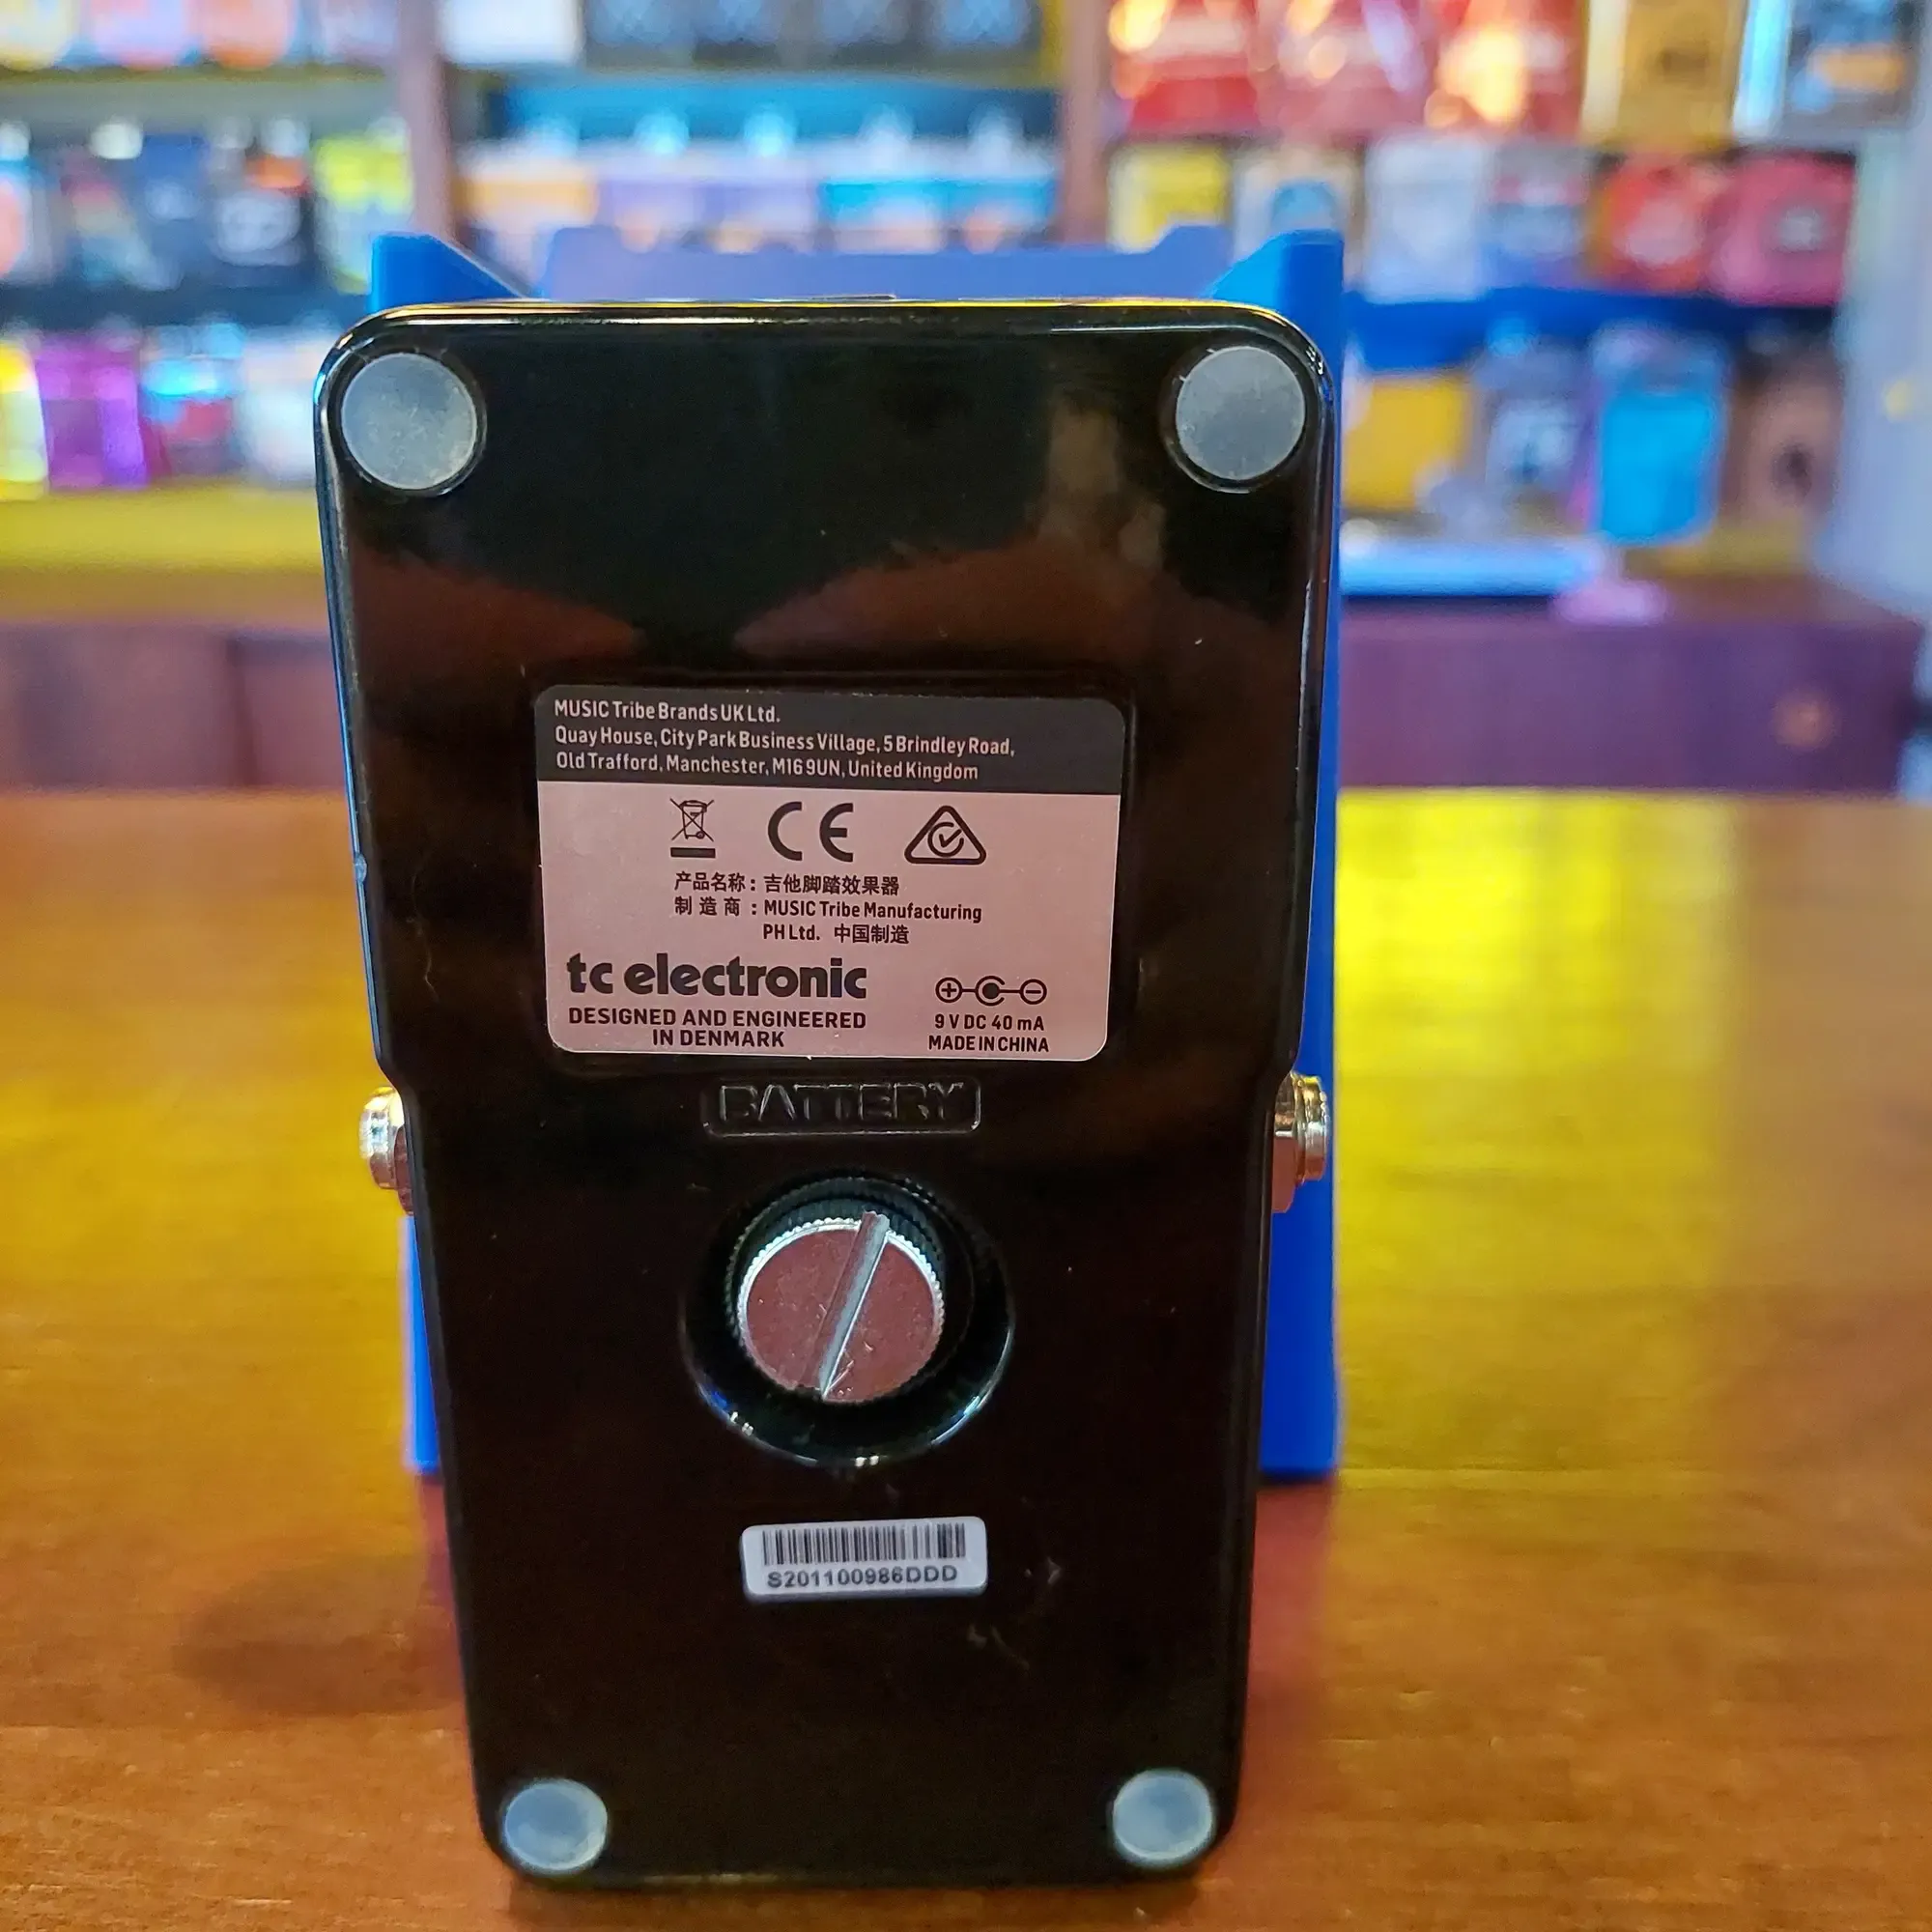 MUSIC Tribe Brands UK Ltd.
Quay House, City Park Business Village, 5 Brindley Road,
Old Trafford, Manchester, M16 9UN, United Kingdom
CE
产品名称：吉他脚踏效果器
制 造 商 ：MUSIC Tribe Manufacturing
PH Ltd. 中国制造
tc electronic
DESIGNED AND ENGINEERED
IN DENMARK
9 V DC 40 mA
MADE IN CHINA
BATTERY
S201100986DDD